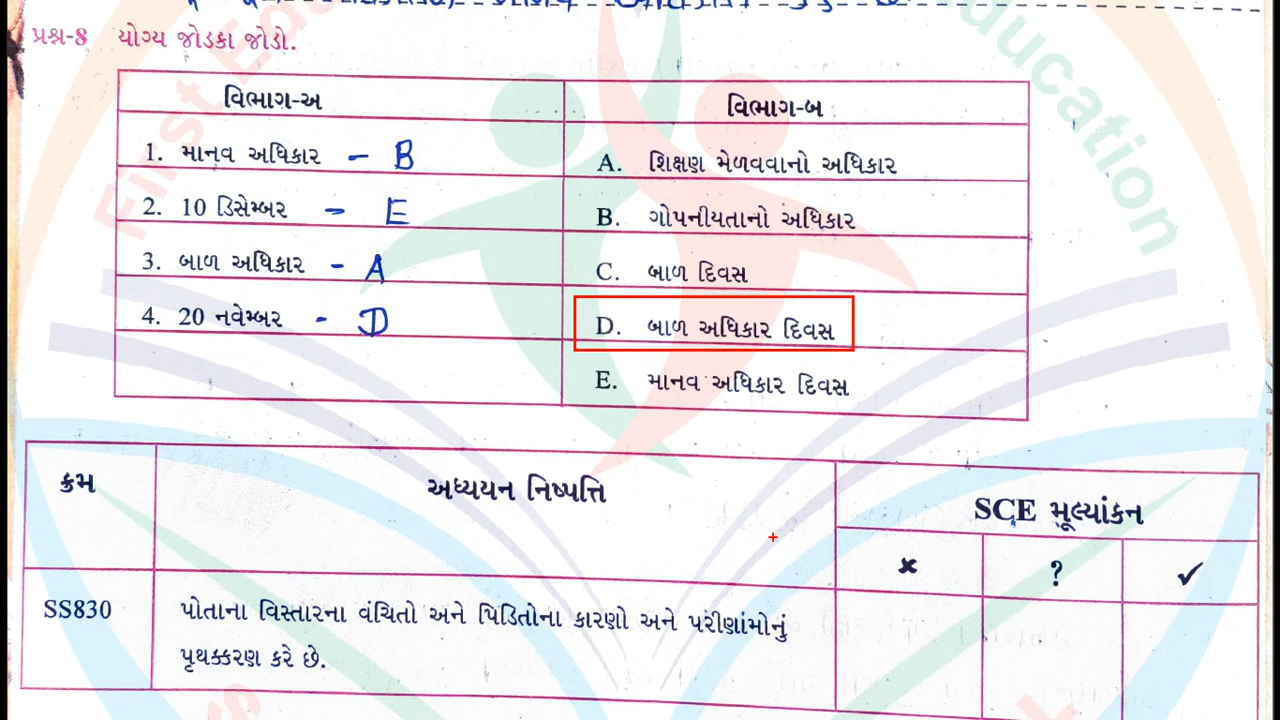 પ્રશ્ન-8 યોગ્ય જોડકા જોડો.
વિભાગ-અ વિભાગ-બ
1. માનવ અધિકાર - B A. શિક્ષણ મેળવવાનો અધિકાર
2. 10 ડિસેમ્બર - E B. ગોપનીયતાનો અધિકાર
3. બાળ અધિકાર - A C. બાળ દિવસ
4. 20 નવેમ્બર - D D. બાળ અધિકાર દિવસ
E. માનવ અધિકાર દિવસ
ક્રમ અધ્યયન નિષ્પત્તિ SCE મૂલ્યાંકન
× ? ✓
SS830 પોતાના વિસ્તારના વંચિતો અને પિડિતોના કારણો અને પરીણાંમોનું
પૃથક્કરણ કરે છે.